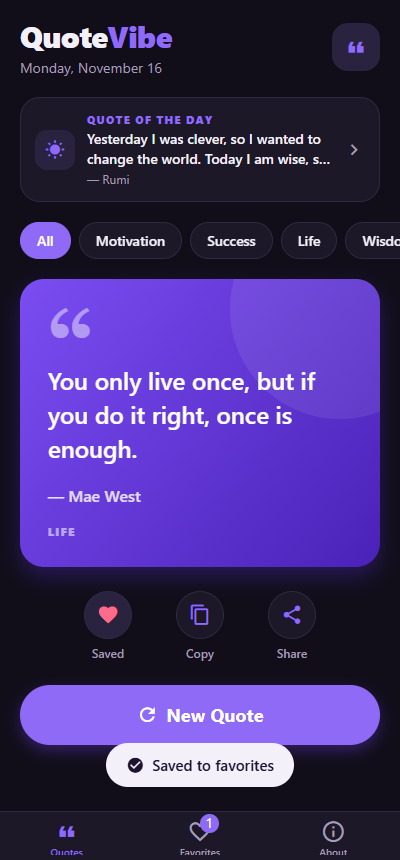 QuoteVibe
Monday, November 16
QUOTE OF THE DAY
Yesterday I was clever, so I wanted to
change the world. Today I am wise, s...
— Rumi
All Motivation Success Life Wisdo
“
You only live once, but if
you do it right, once is
enough.
— Mae West
LIFE
Saved Copy Share
New Quote
Saved to favorites
1
Quotes Favorites About